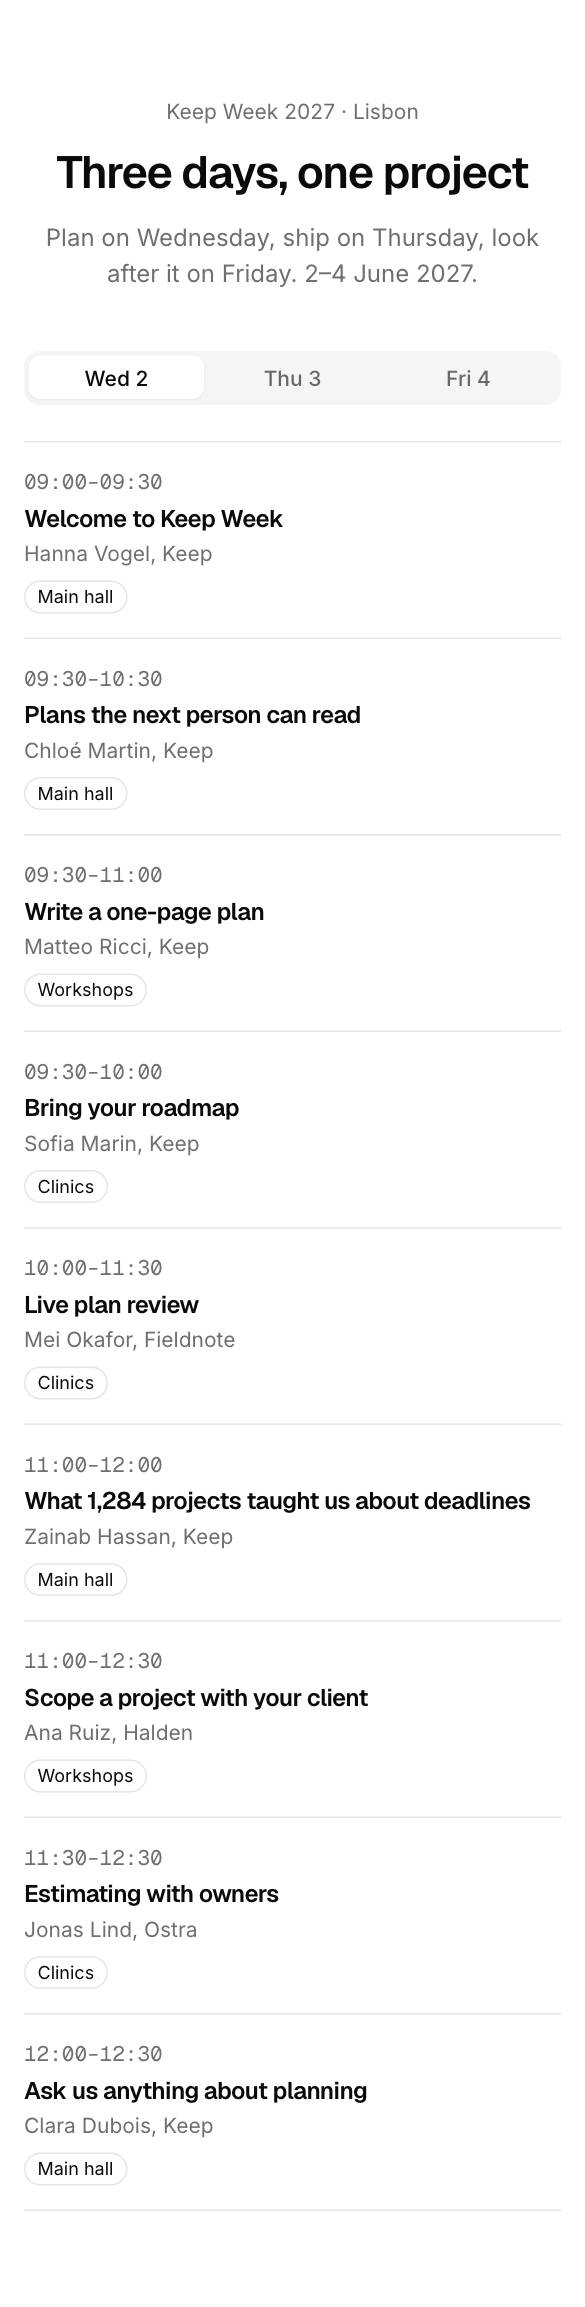 Keep Week 2027 · Lisbon
Three days, one project
Plan on Wednesday, ship on Thursday, look
after it on Friday. 2–4 June 2027.
Wed 2
Thu 3
Fri 4
09:00–09:30
Welcome to Keep Week
Hanna Vogel, Keep
Main hall
09:30–10:30
Plans the next person can read
Chloé Martin, Keep
Main hall
09:30–11:00
Write a one-page plan
Matteo Ricci, Keep
Workshops
09:30–10:00
Bring your roadmap
Sofia Marin, Keep
Clinics
10:00–11:30
Live plan review
Mei Okafor, Fieldnote
Clinics
11:00–12:00
What 1,284 projects taught us about deadlines
Zainab Hassan, Keep
Main hall
11:00–12:30
Scope a project with your client
Ana Ruiz, Halden
Workshops
11:30–12:30
Estimating with owners
Jonas Lind, Ostra
Clinics
12:00–12:30
Ask us anything about planning
Clara Dubois, Keep
Main hall